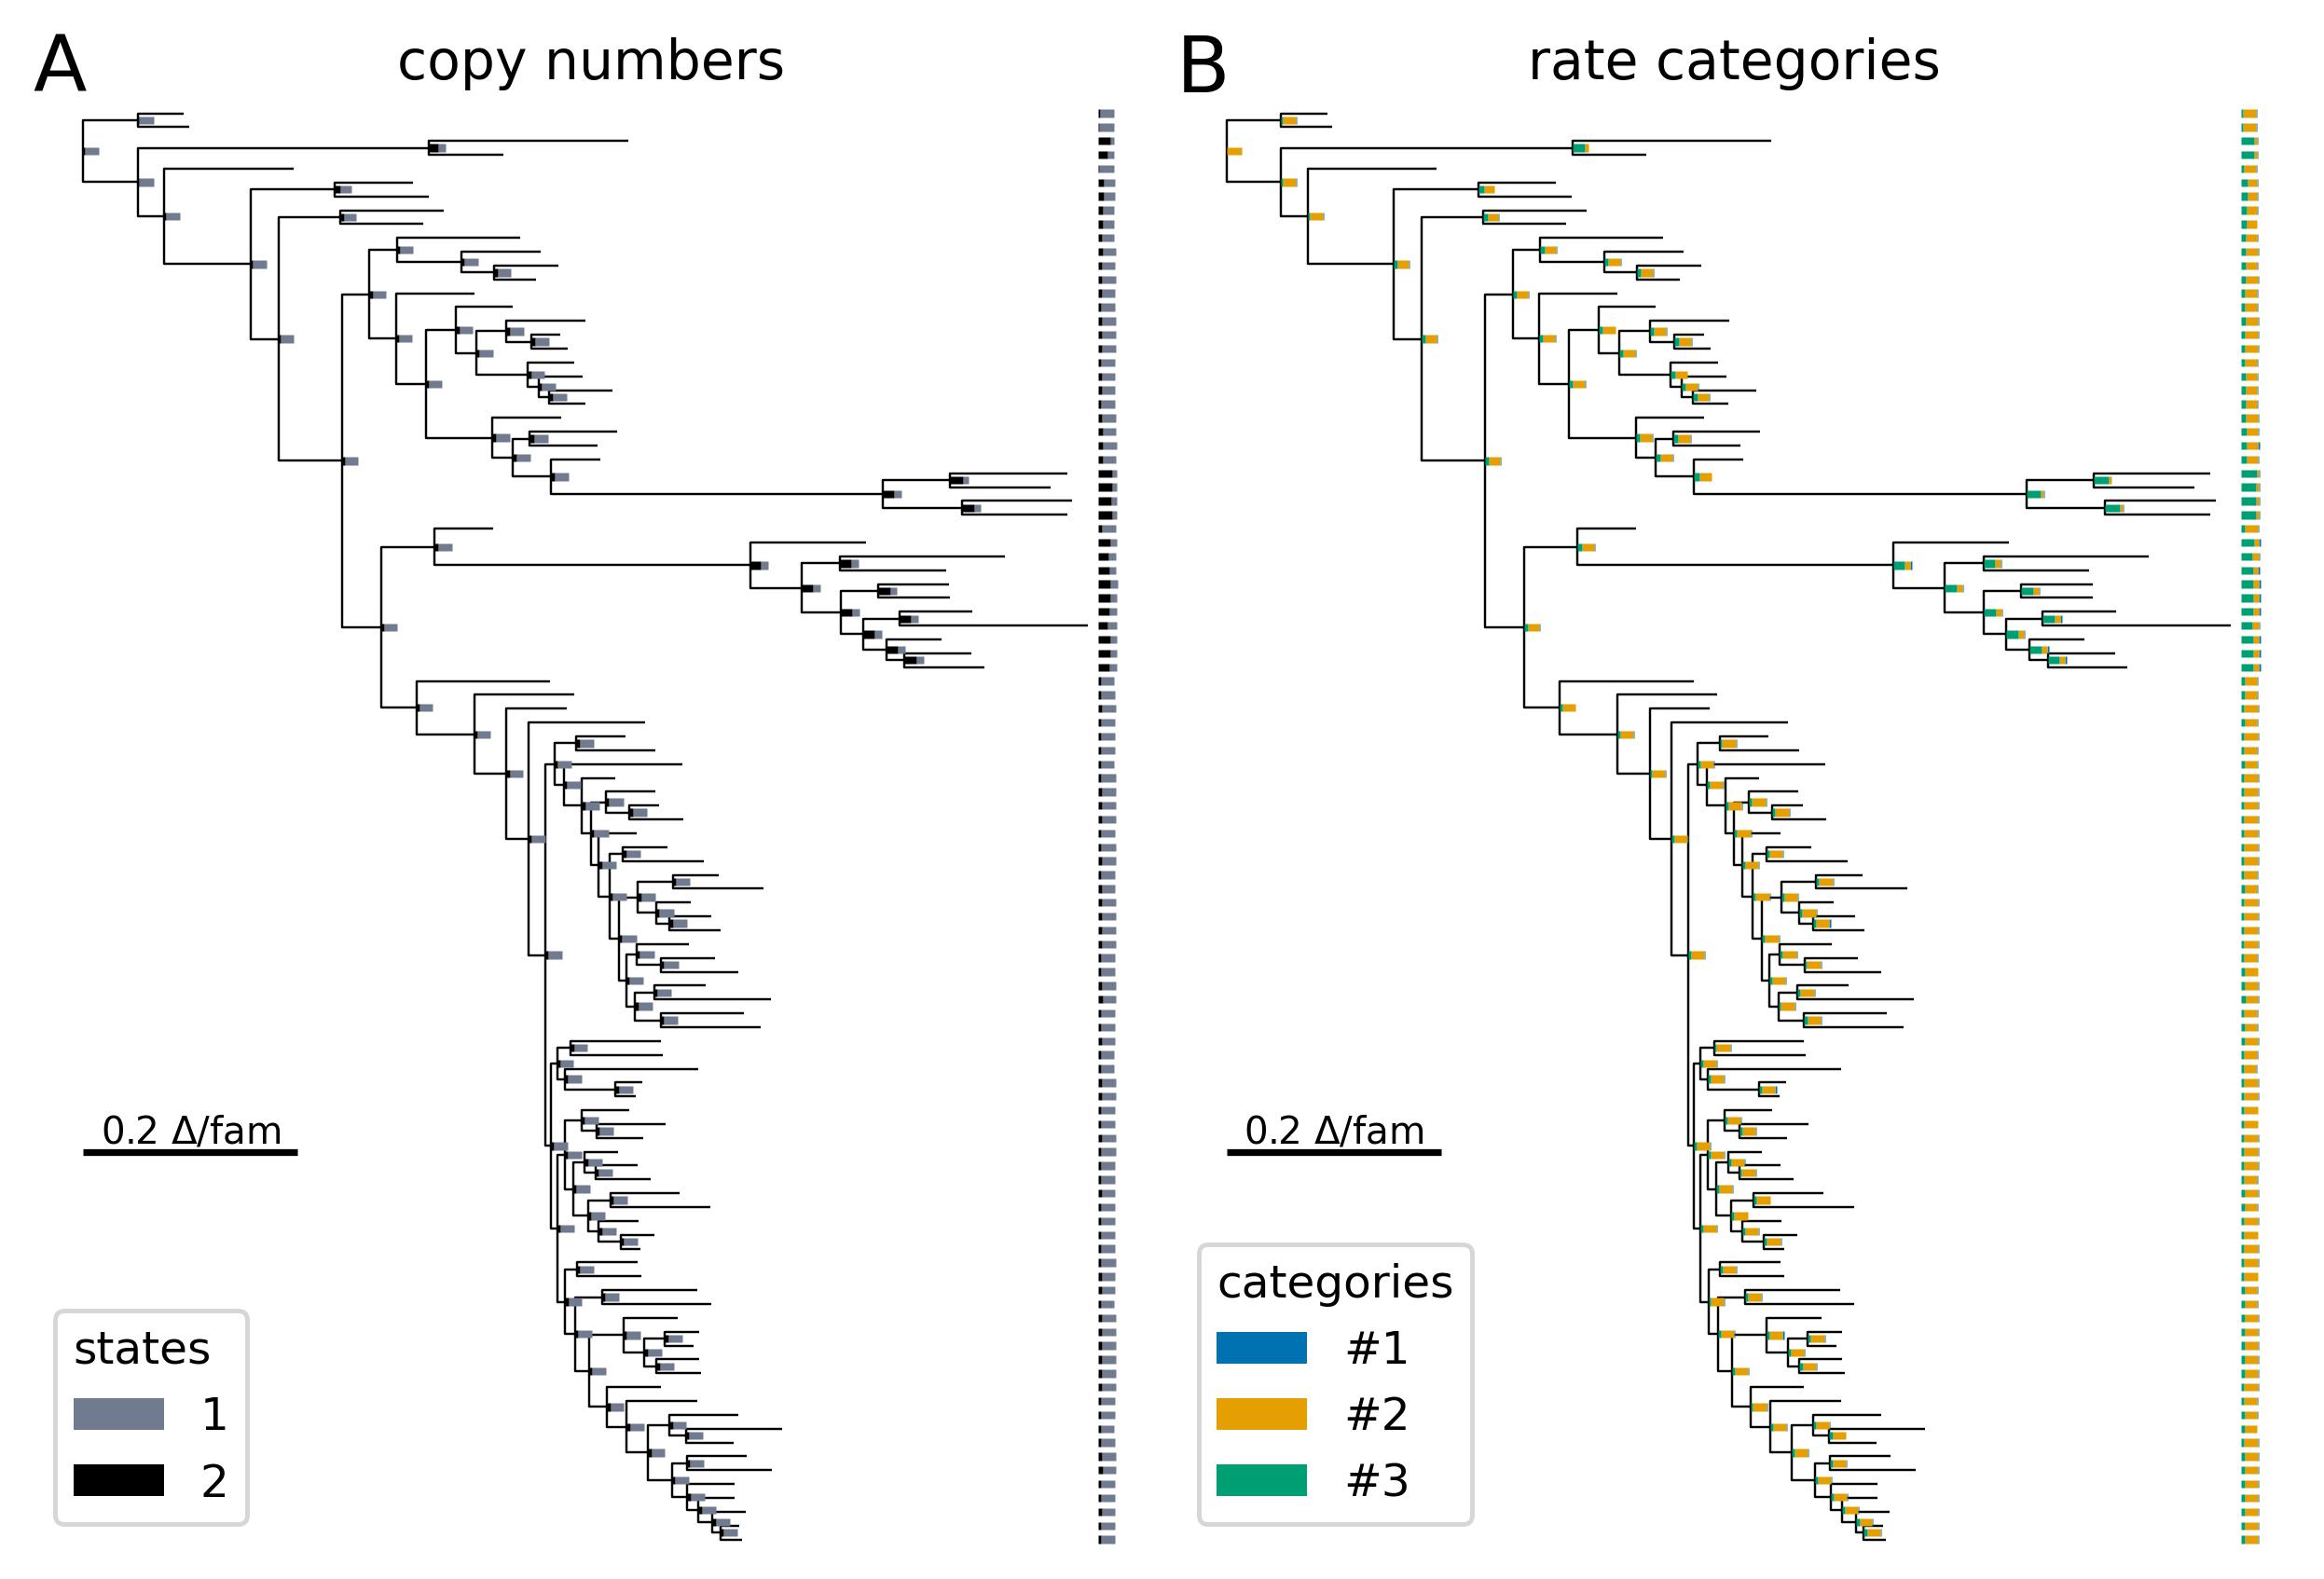 A
copy numbers
0.2 Δ/fam
states
1
2
B
rate categories
0.2 Δ/fam
categories
#1
#2
#3